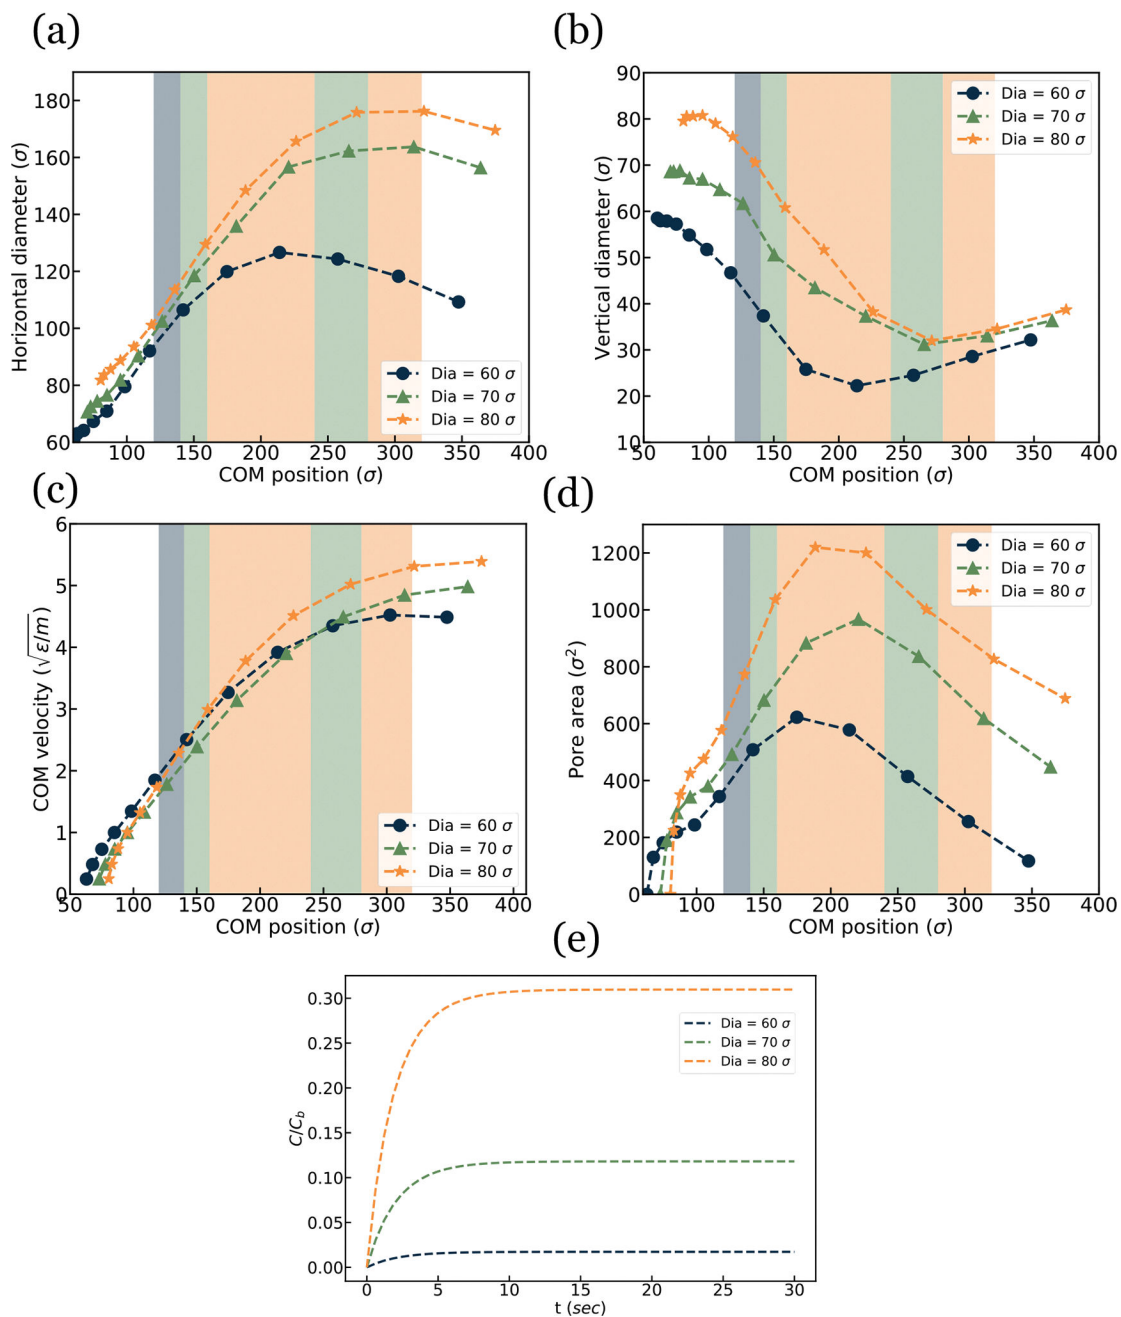 (a)
180
160
140
120
100
80
60
100
150
200
250
300
350
400
Horizontal diameter (σ)
COM position (σ)
Dia = 60 σ
Dia = 70 σ
Dia = 80 σ
(b)
90
80
70
60
50
40
30
20
10
50
100
150
200
250
300
350
400
Vertical diameter (σ)
COM position (σ)
Dia = 60 σ
Dia = 70 σ
Dia = 80 σ
(c)
6
5
4
3
2
1
0
50
100
150
200
250
300
350
400
COM velocity (√ε/m)
COM position (σ)
Dia = 60 σ
Dia = 70 σ
Dia = 80 σ
(d)
1200
1000
800
600
400
200
0
100
150
200
250
300
350
400
Pore area (σ²)
COM position (σ)
Dia = 60 σ
Dia = 70 σ
Dia = 80 σ
(e)
0.30
0.25
0.20
0.15
0.10
0.05
0.00
0
5
10
15
20
25
30
C/C_b
t (sec)
Dia = 60 σ
Dia = 70 σ
Dia = 80 σ